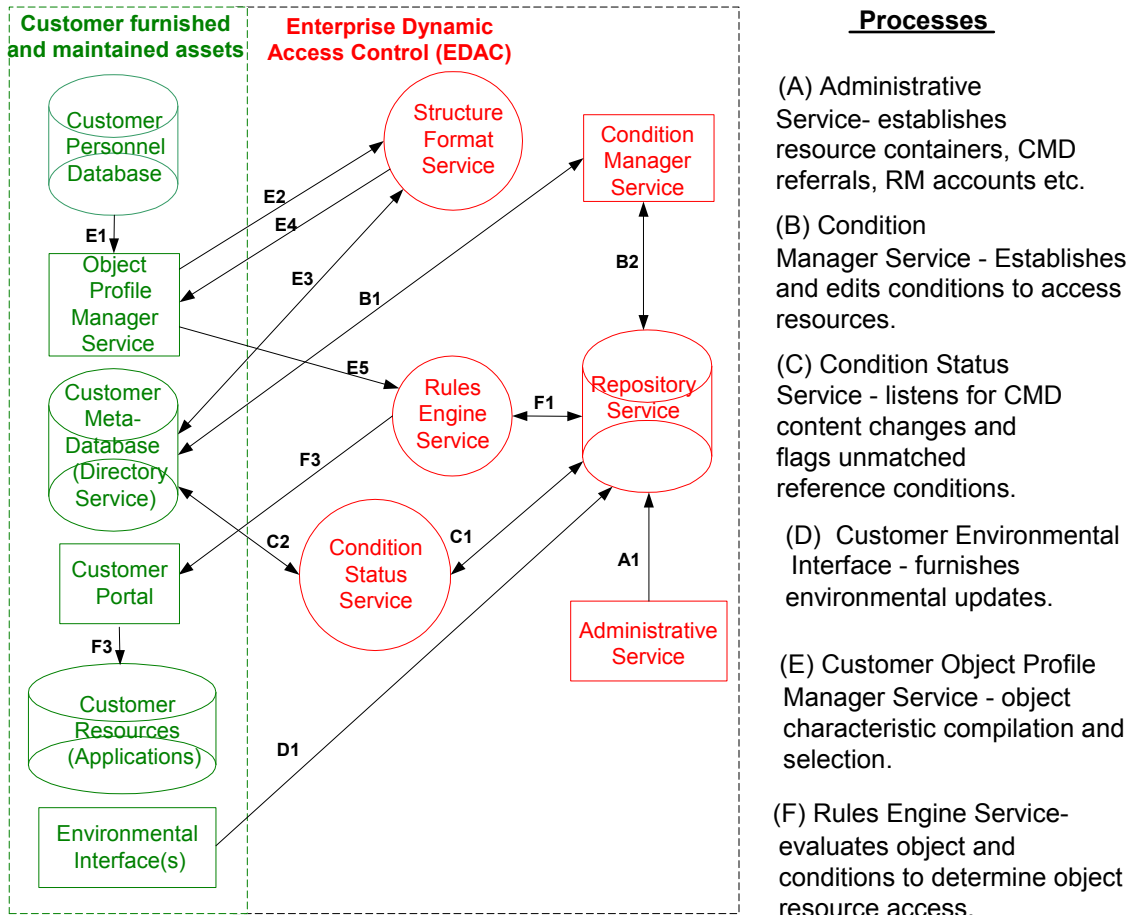 Customer furnished
and maintained assets
Enterprise Dynamic
Access Control (EDAC)
Customer
Personnel
Database
E1
Object
Profile
Manager
Service
Customer
Meta-
Database
(Directory
Service)
Customer
Portal
F3
Customer
Resources
(Applications)
Environmental
Interface(s)
Structure
Format
Service
Condition
Manager
Service
E2
E4
E3
B1
B2
E5
Rules
Engine
Service
F1
Repository
Service
F3
C2
Condition
Status
Service
C1
A1
Administrative
Service
D1
Processes
(A) Administrative
Service- establishes
resource containers, CMD
referrals, RM accounts etc.
(B) Condition
Manager Service - Establishes
and edits conditions to access
resources.
(C) Condition Status
Service - listens for CMD
content changes and
flags unmatched
reference conditions.
(D) Customer Environmental
Interface - furnishes
environmental updates.
(E) Customer Object Profile
Manager Service - object
characteristic compilation and
selection.
(F) Rules Engine Service-
evaluates object and
conditions to determine object
resource access.